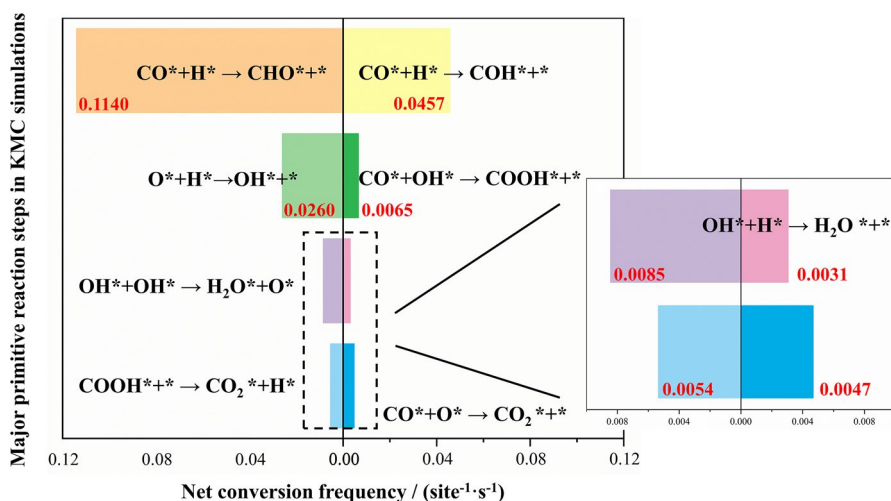 Major primitive reaction steps in KMC simulations
CO*+H* → CHO*+*
CO*+H* → COH*+*
0.1140
0.0457
O*+H*→OH*+*
CO*+OH* → COOH*+*
0.0260
0.0065
OH*+OH* → H₂O*+O*
COOH*+* → CO₂*+H*
CO*+O* → CO₂*+*
0.12
0.08
0.04
0.00
0.04
0.08
0.12
Net conversion frequency / (site⁻¹·s⁻¹)
OH*+H* → H₂O *+*
0.0085
0.0031
0.0054
0.0047
0.008
0.004
0.000
0.004
0.008